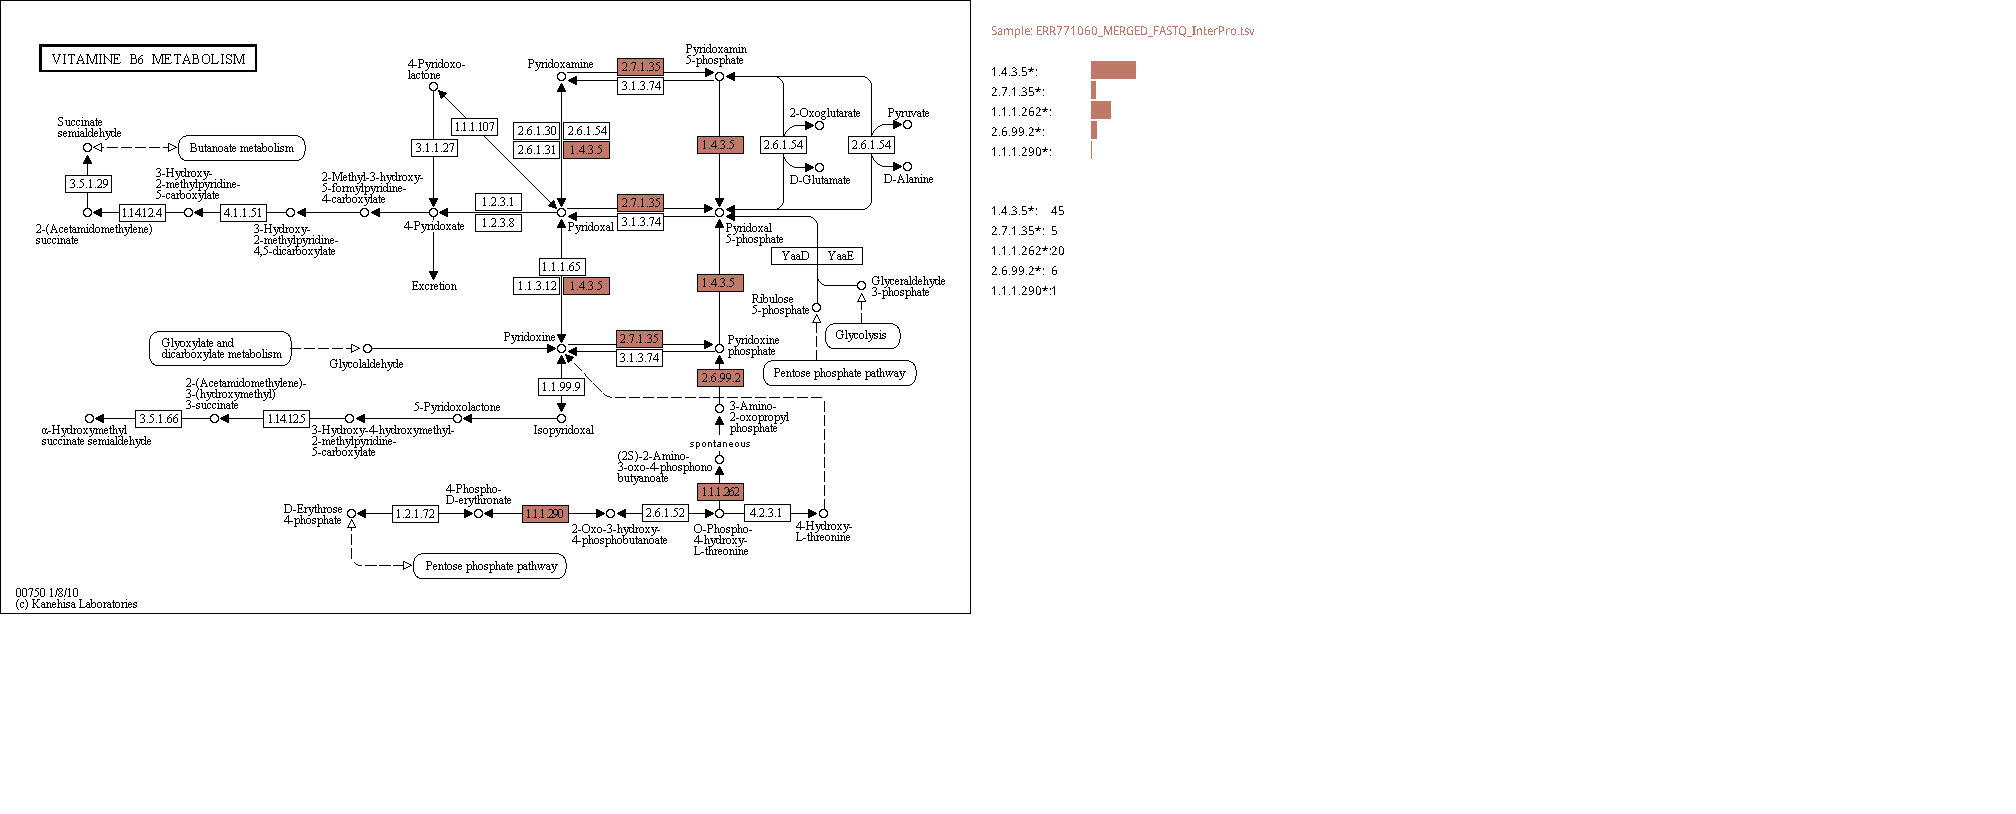 VITAMINE B6 METABOLISM
4-Pyridoxo-
lactone
Pyridoxamine
2.7.1.35
3.1.3.74
Pyridoxamin
5-phosphate
Succinate
semialdehyde
Butanoate metabolism
1.1.1.107
3.1.1.27
2.6.1.30
2.6.1.54
2.6.1.31
1.4.3.5
1.4.3.5
2-Oxoglutarate
2.6.1.54
D-Glutamate
Pyruvate
2.6.1.54
D-Alanine
3.5.1.29
3-Hydroxy-
2-methylpyridine-
5-carboxylate
2-Methyl-3-hydroxy-
5-formylpyridine-
4-carboxylate
1.14.12.4
4.1.1.51
1.2.3.1
1.2.3.8
2.7.1.35
3.1.3.74
2-(Acetamidomethylene)
succinate
3-Hydroxy-
2-methylpyridine-
4,5-dicarboxylate
4-Pyridoxate
Pyridoxal
Pyridoxal
5-phosphate
YaaD
YaaE
1.1.1.65
1.1.3.12
1.4.3.5
1.4.3.5
Excretion
Glyceraldehyde
3-phosphate
Ribulose
5-phosphate
Glycolysis
Pentose phosphate pathway
Glyoxylate and
dicarboxylate metabolism
Glycolaldehyde
Pyridoxine
2.7.1.35
3.1.3.74
Pyridoxine
phosphate
2.6.99.2
1.1.99.9
2-(Acetamidomethylene)-
3-(hydroxymethyl)
3-succinate
5-Pyridoxolactone
3.5.1.66
1.14.12.5
α-Hydroxymethyl
succinate semialdehyde
3-Hydroxy-4-hydroxymethyl-
2-methylpyridine-
5-carboxylate
Isopyridoxal
3-Amino-
2-oxopropyl
phosphate
spontaneous
(2S)-2-Amino-
3-oxo-4-phosphono
butyanoate
1.1.1.262
D-Erythrose
4-phosphate
1.2.1.72
4-Phospho-
D-erythronate
1.1.1.290
2-Oxo-3-hydroxy-
4-phosphobutanoate
2.6.1.52
O-Phospho-
4-hydroxy-
L-threonine
4.2.3.1
4-Hydroxy-
L-threonine
Pentose phosphate pathway
00750 1/8/10
(c) Kanehisa Laboratories
Sample: ERR771060_MERGED_FASTQ_InterPro.tsv
1.4.3.5*:
2.7.1.35*:
1.1.1.262*:
2.6.99.2*:
1.1.1.290*:
1.4.3.5*: 45
2.7.1.35*: 5
1.1.1.262*:20
2.6.99.2*: 6
1.1.1.290*:1